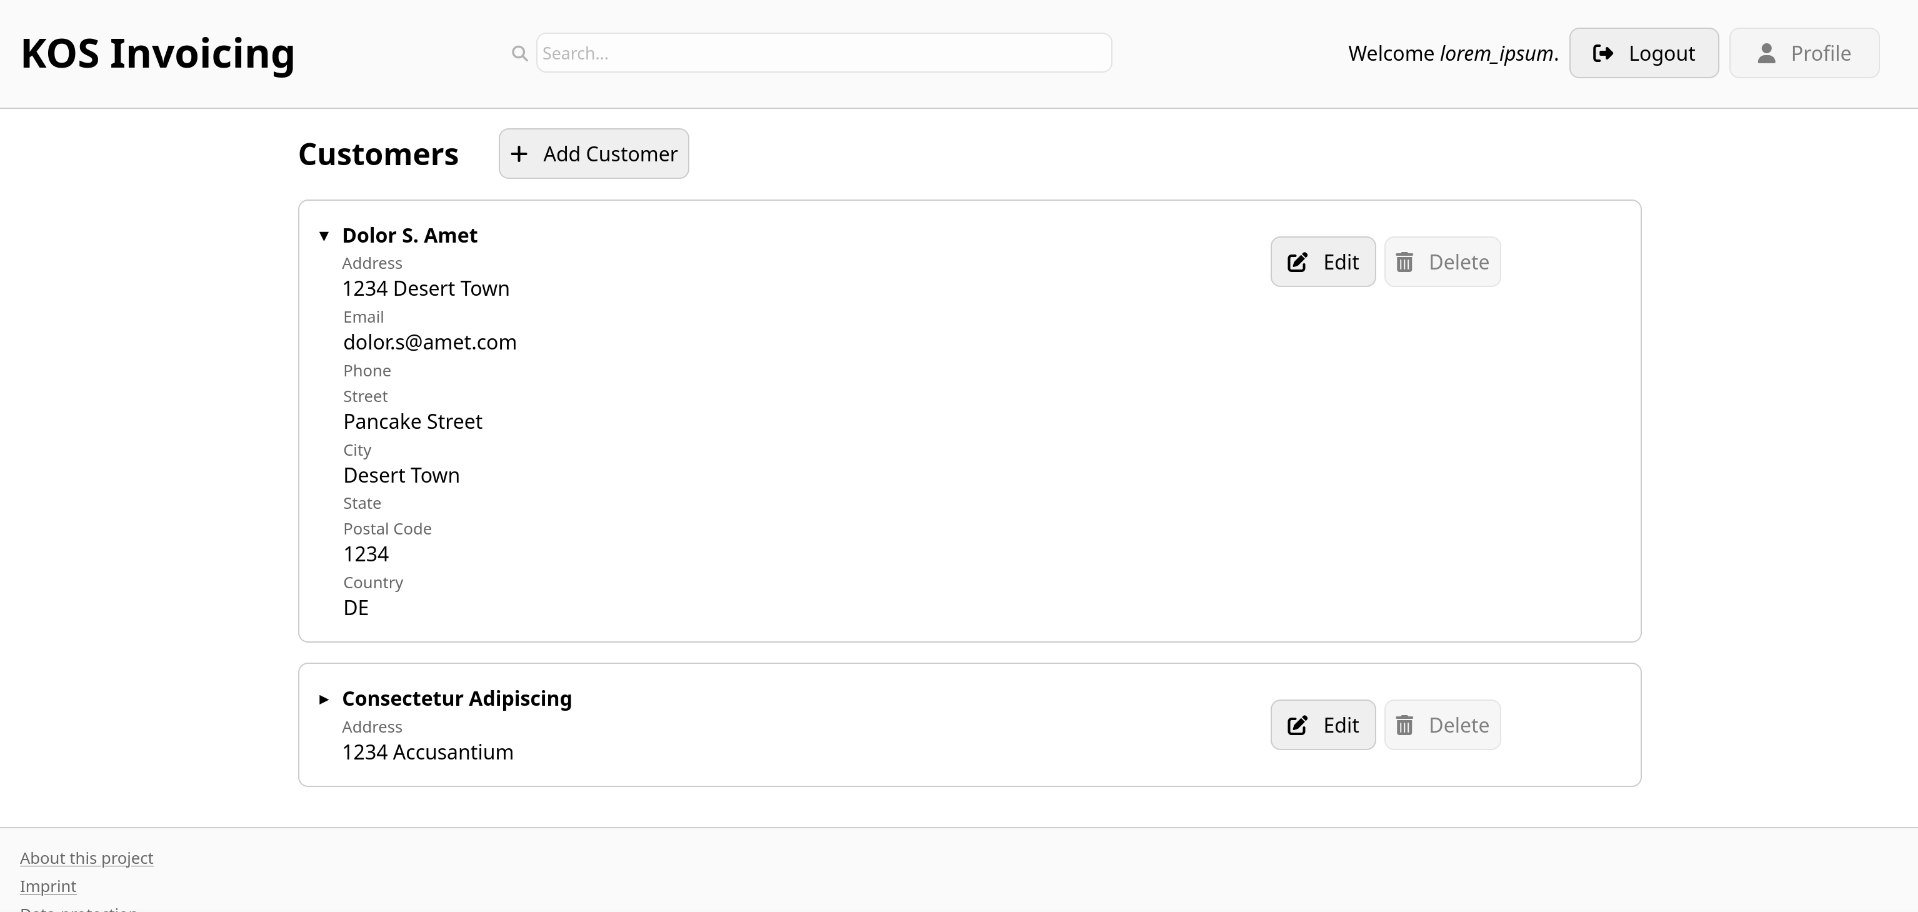 KOS Invoicing
Search...
Welcome lorem_ipsum.
Logout
Profile
Customers
Add Customer
Dolor S. Amet
Edit
Delete
Address
1234 Desert Town
Email
dolor.s@amet.com
Phone
Street
Pancake Street
City
Desert Town
State
Postal Code
1234
Country
DE
Consectetur Adipiscing
Edit
Delete
Address
1234 Accusantium
About this project
Imprint
Data protection